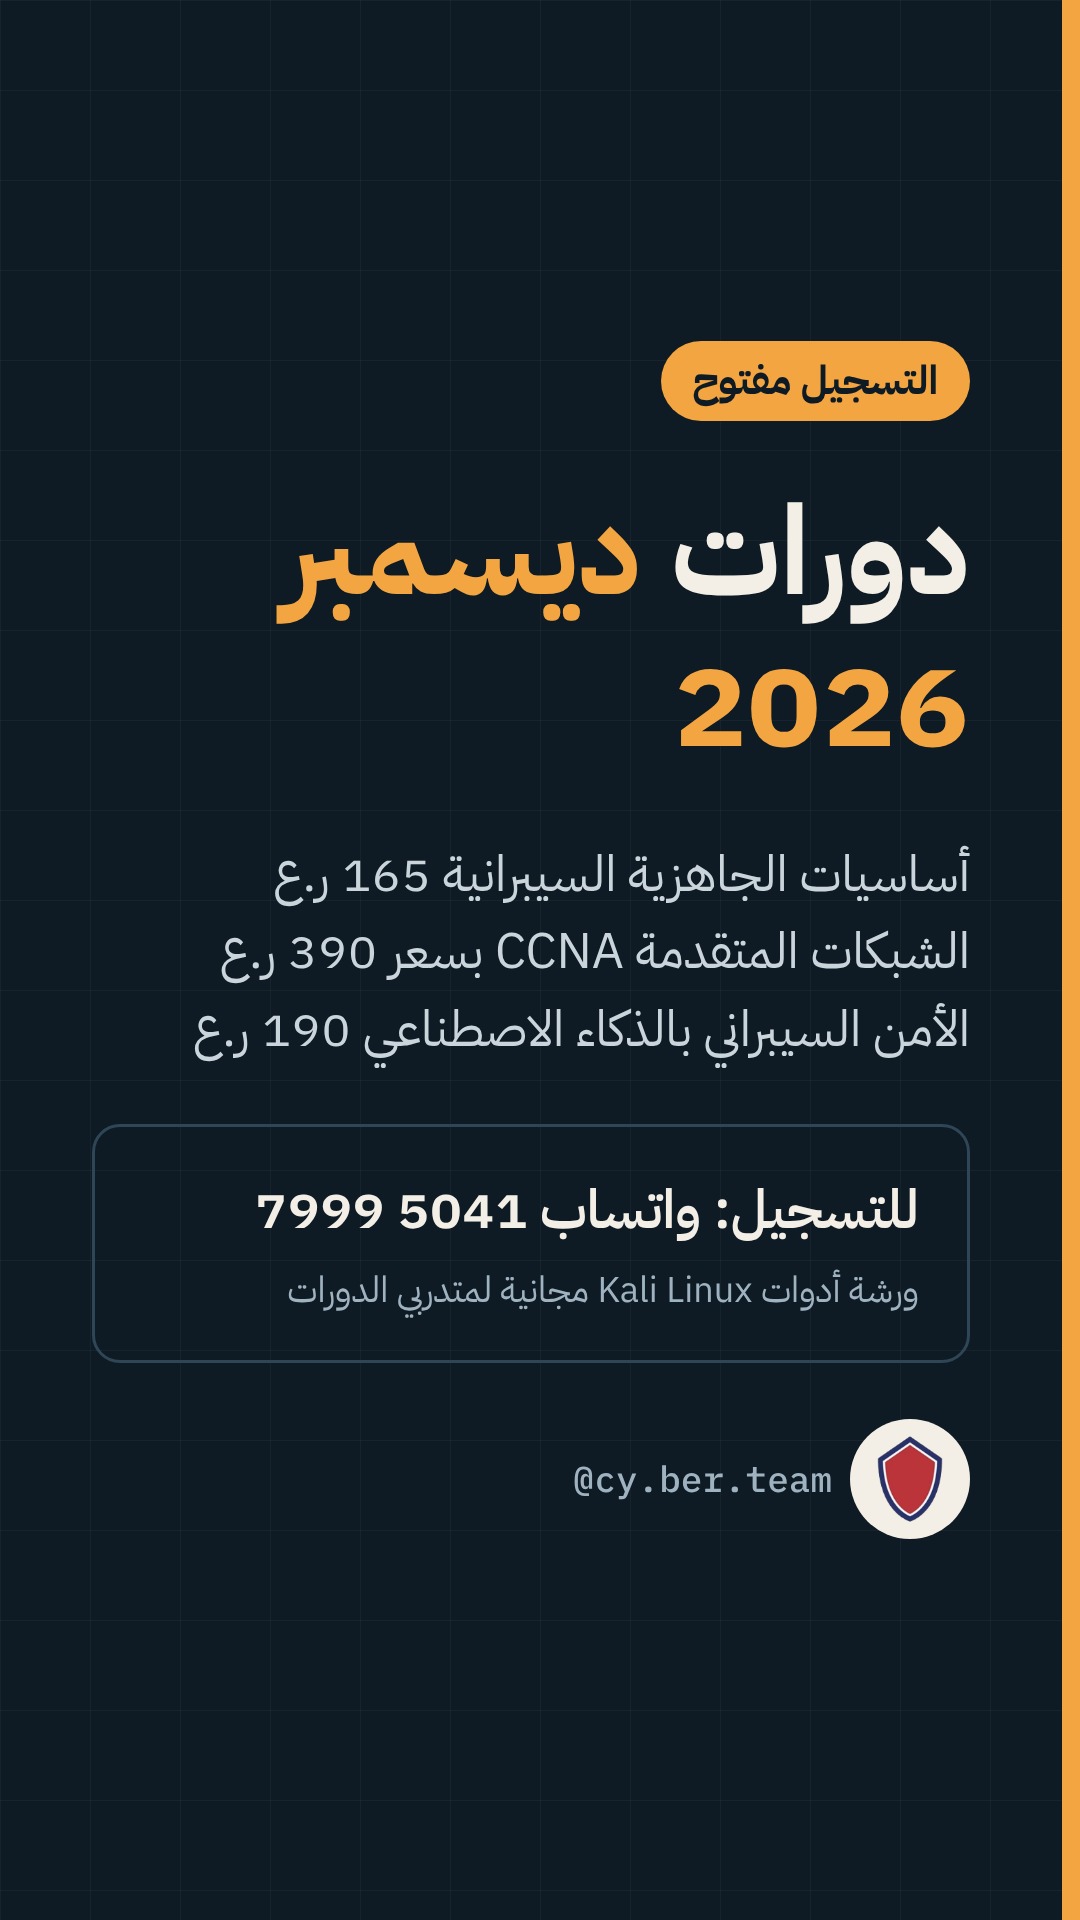 التسجيل مفتوح
دورات ديسمبر
2026
أساسيات الجاهزية السيبرانية 165 ر.ع
الشبكات المتقدمة CCNA بسعر 390 ر.ع
الأمن السيبراني بالذكاء الاصطناعي 190 ر.ع
للتسجيل: واتساب 5041 7999
ورشة أدوات Kali Linux مجانية لمتدربي الدورات
@cy.ber.team